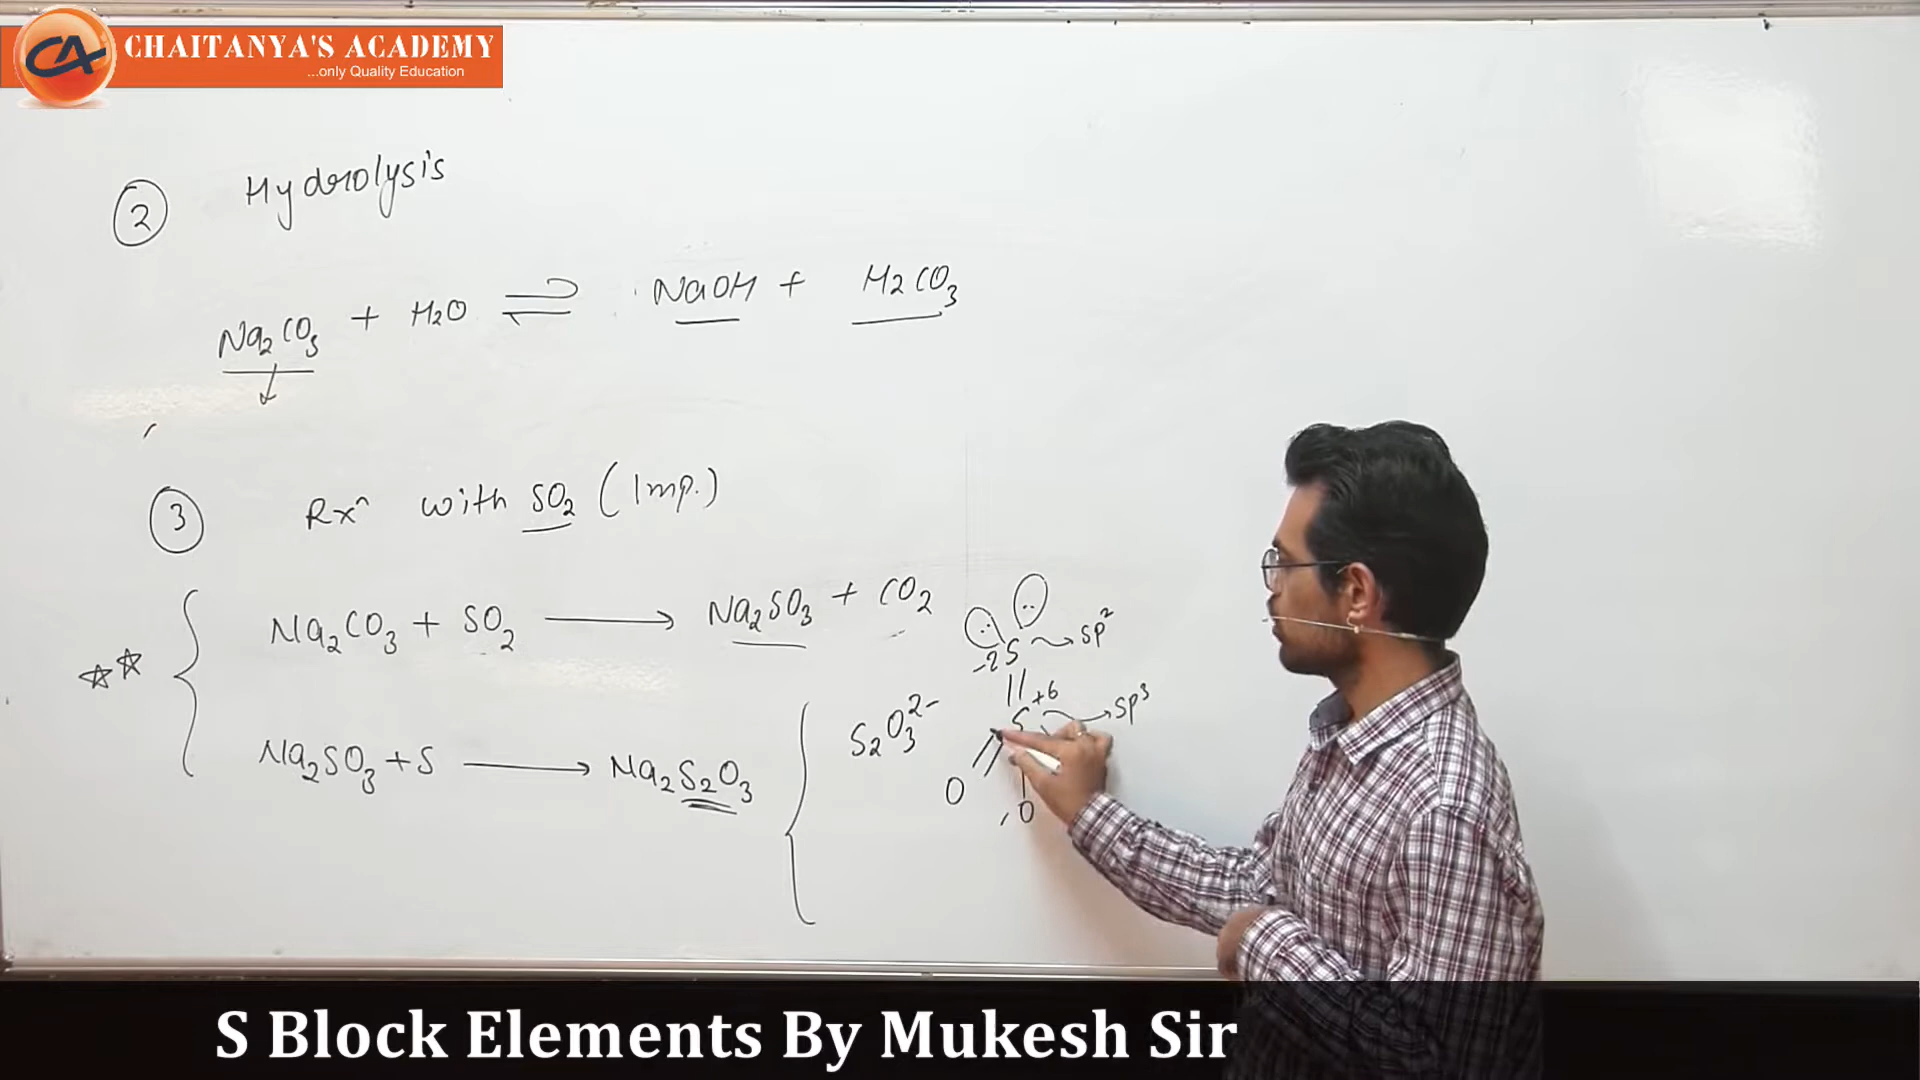 CHAITANYA'S ACADEMY
...only Quality Education
CA
② Hydrolysis
Na₂CO₃ + H₂O ⇌ NaOH + H₂CO₃
③ Rxⁿ with SO₂ (Imp.)
Na₂CO₃ + SO₂ → Na₂SO₃ + CO₂
Na₂SO₃ + S → Na₂S₂O₃
S₂O₃²⁻
-2 S → sp²
S +6 → sp³
O
O
S Block Elements By Mukesh Sir